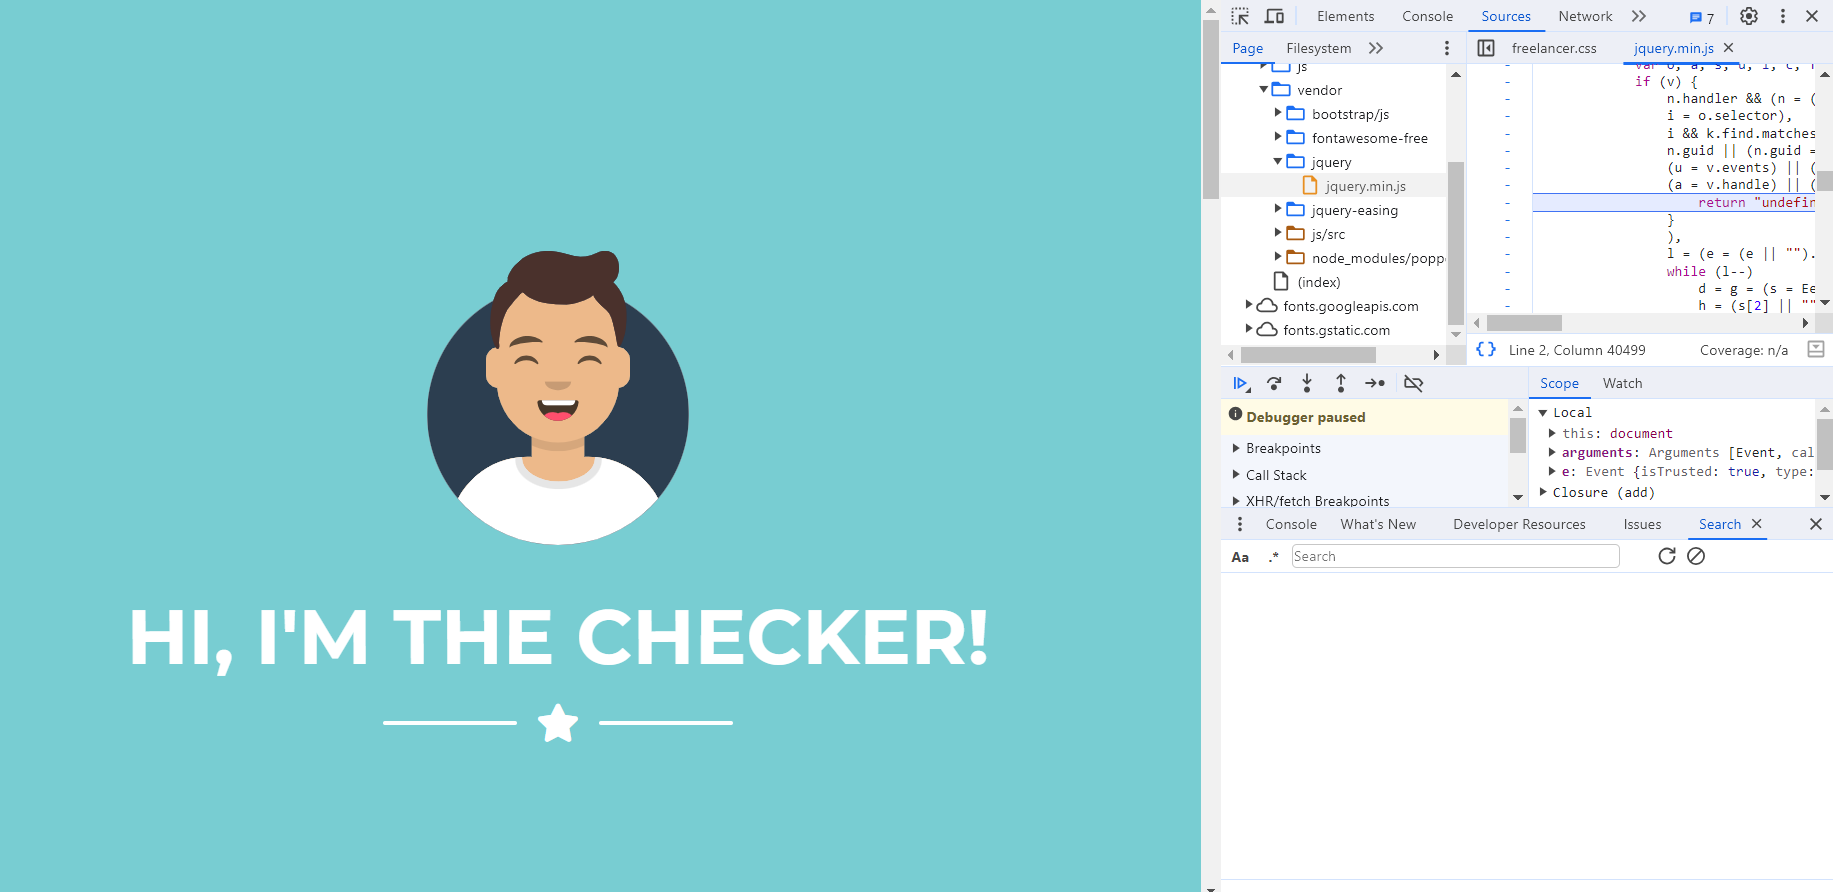 HI, I'M THE CHECKER!
Elements Console Sources Network 7
Page Filesystem
freelancer.css jquery.min.js
js
vendor
bootstrap/js
fontawesome-free
jquery
jquery.min.js
jquery-easing
js/src
node_modules/popp
(index)
fonts.googleapis.com
fonts.gstatic.com
if (v) {
n.handler && (n = (
i = o.selector),
i && k.find.matches
n.guid || (n.guid =
(u = v.events) || (
(a = v.handle) || (
return "undefin
}
),
l = (e = (e || "").
while (l--)
d = g = (s = Ee
h = (s[2] || ""
{} Line 2, Column 40499 Coverage: n/a
Debugger paused
Breakpoints
Call Stack
XHR/fetch Breakpoints
Scope Watch
Local
this: document
arguments: Arguments [Event, cal
e: Event {isTrusted: true, type:
Closure (add)
Console What's New Developer Resources Issues Search
Aa .* Search